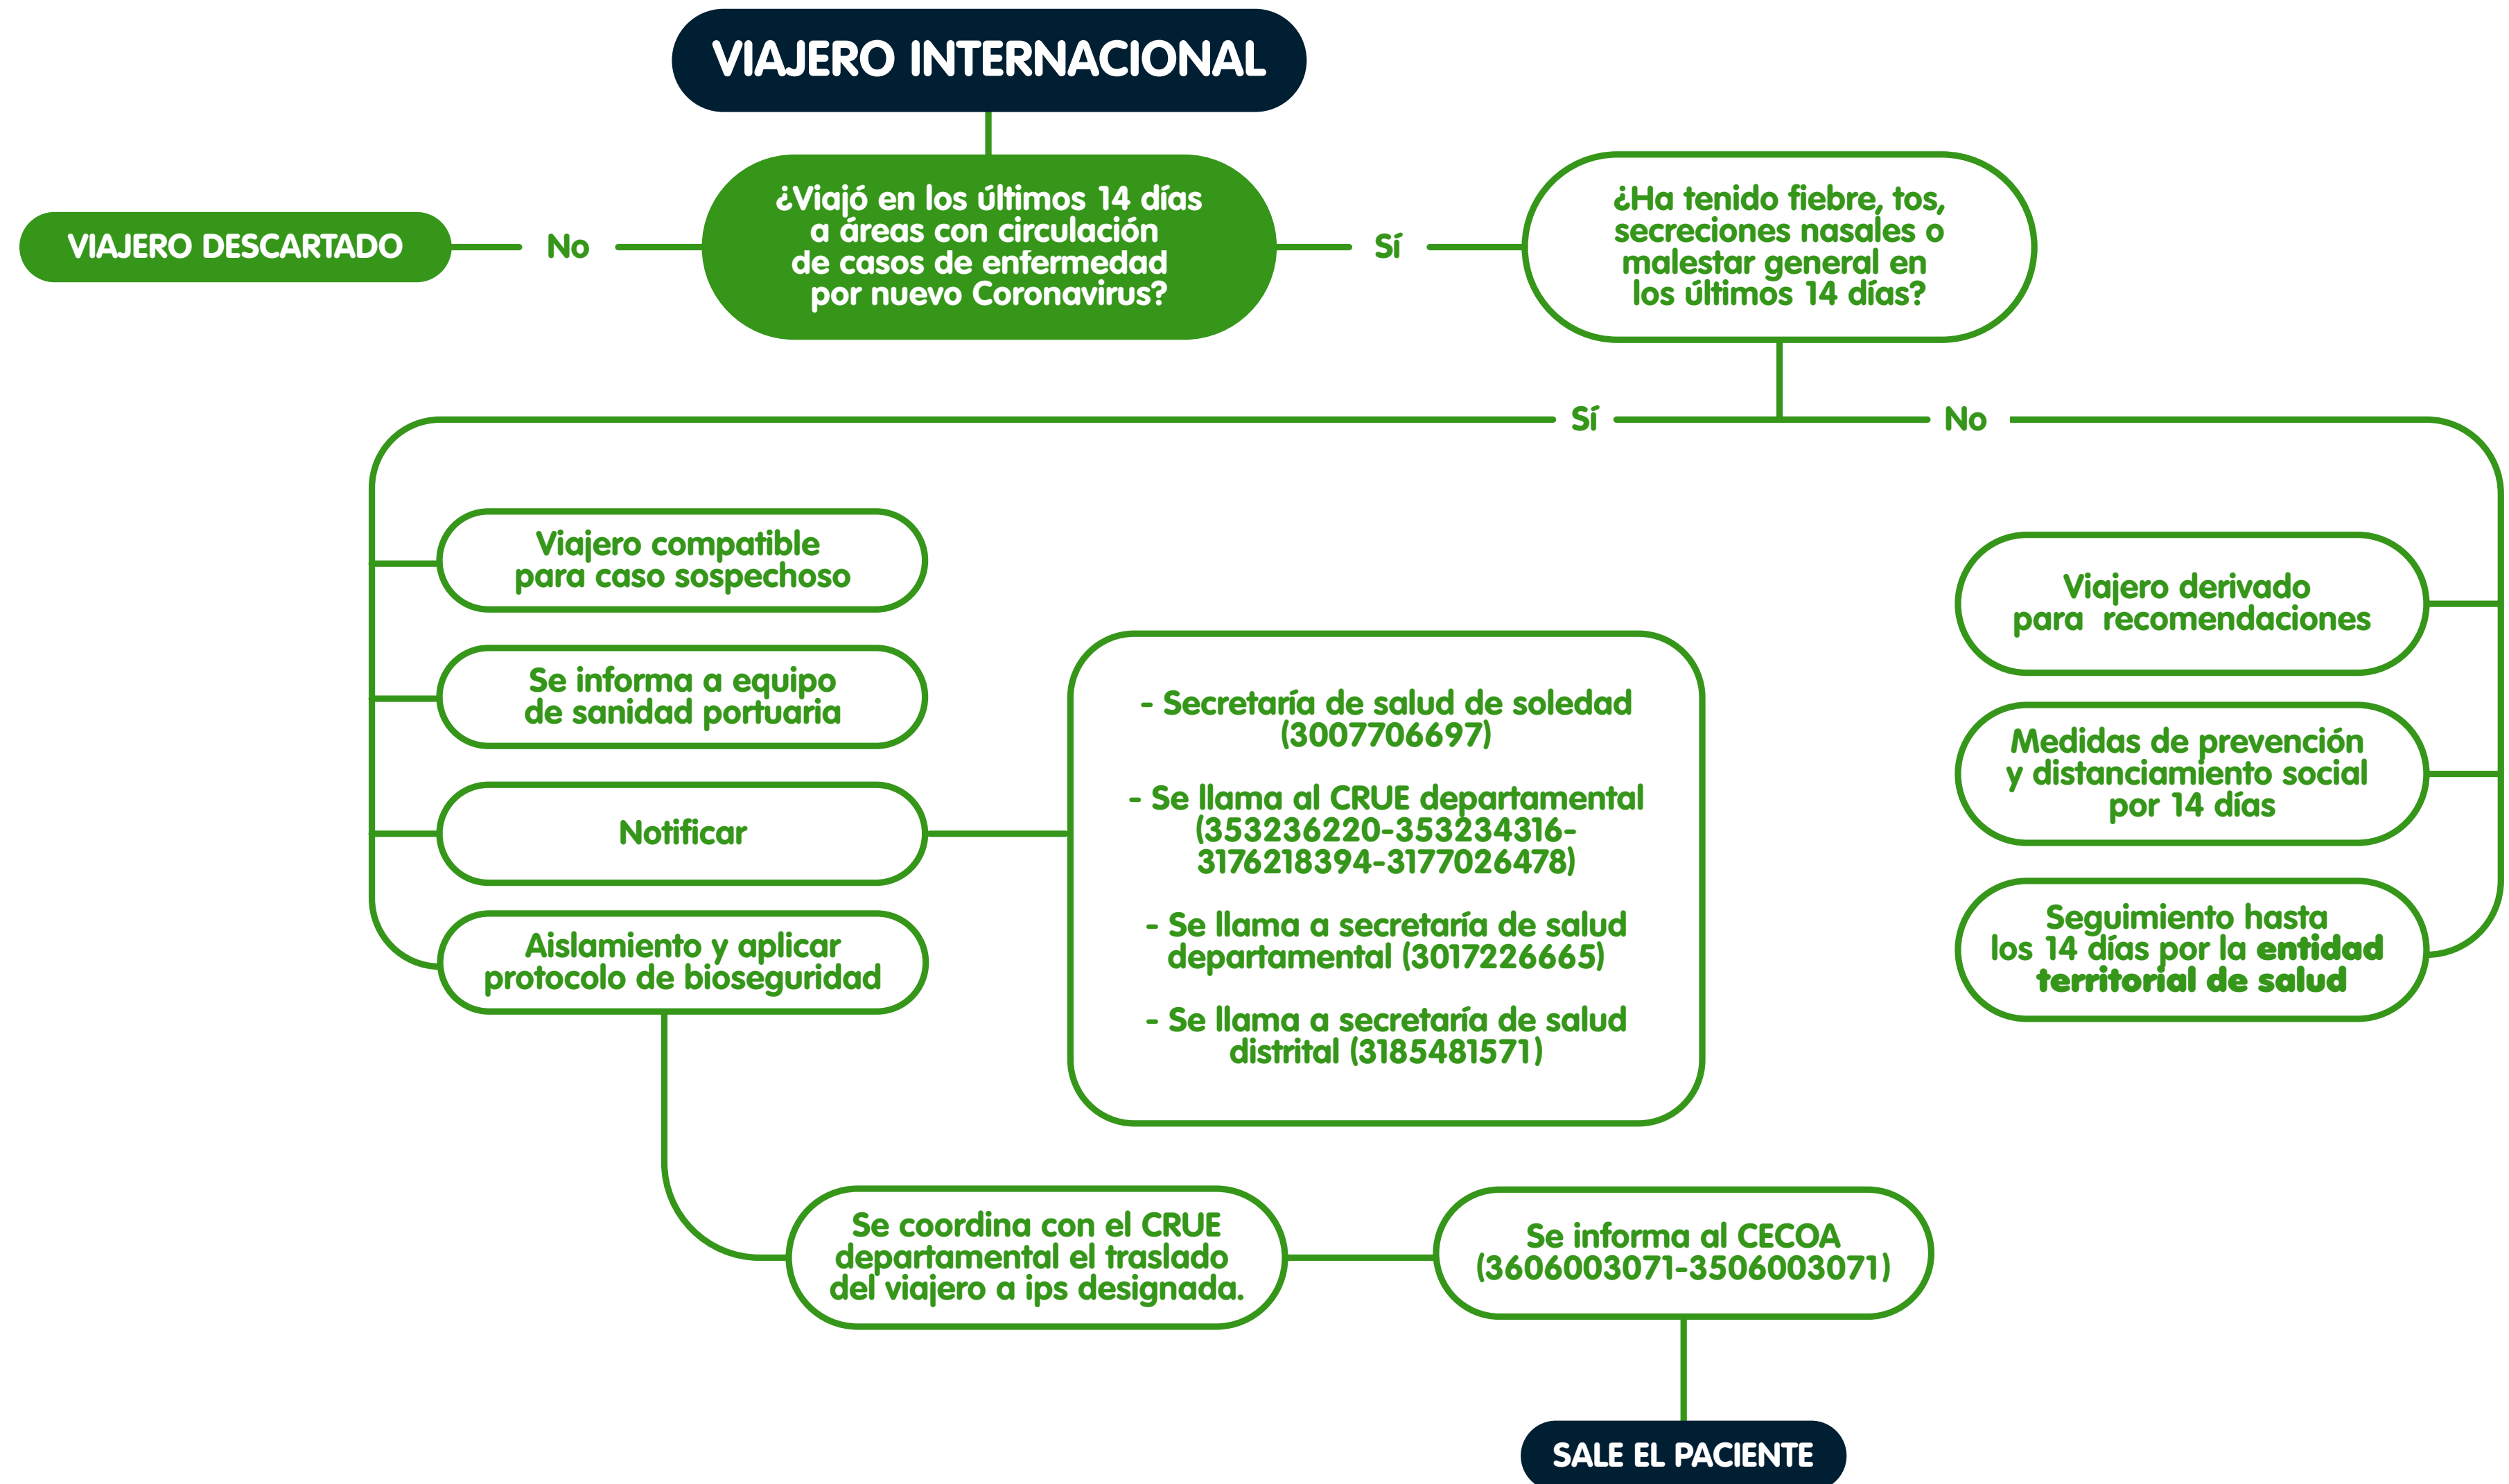 VIAJERO INTERNACIONAL
VIAJERO DESCARTADO
No
¿Viajó en los últimos 14 días
a áreas con circulación
de casos de enfermedad
por nuevo Coronavirus?
Sí
¿Ha tenido fiebre, tos,
secreciones nasales o
malestar general en
los últimos 14 días?
Sí
No
Viajero compatible
para caso sospechoso
Se informa a equipo
de sanidad portuaria
Notificar
Aislamiento y aplicar
protocolo de bioseguridad
- Secretaría de salud de soledad
(3007706697)
- Se llama al CRUE departamental
(353236220-353234316-
3176218394-3177026478)
- Se llama a secretaría de salud
departamental (3017226665)
- Se llama a secretaría de salud
distrital (3185481571)
Viajero derivado
para recomendaciones
Medidas de prevención
y distanciamiento social
por 14 días
Seguimiento hasta
los 14 días por la entidad
territorial de salud
Se coordina con el CRUE
departamental el traslado
del viajero a ips designada.
Se informa al CECOA
(3606003071-3506003071)
SALE EL PACIENTE